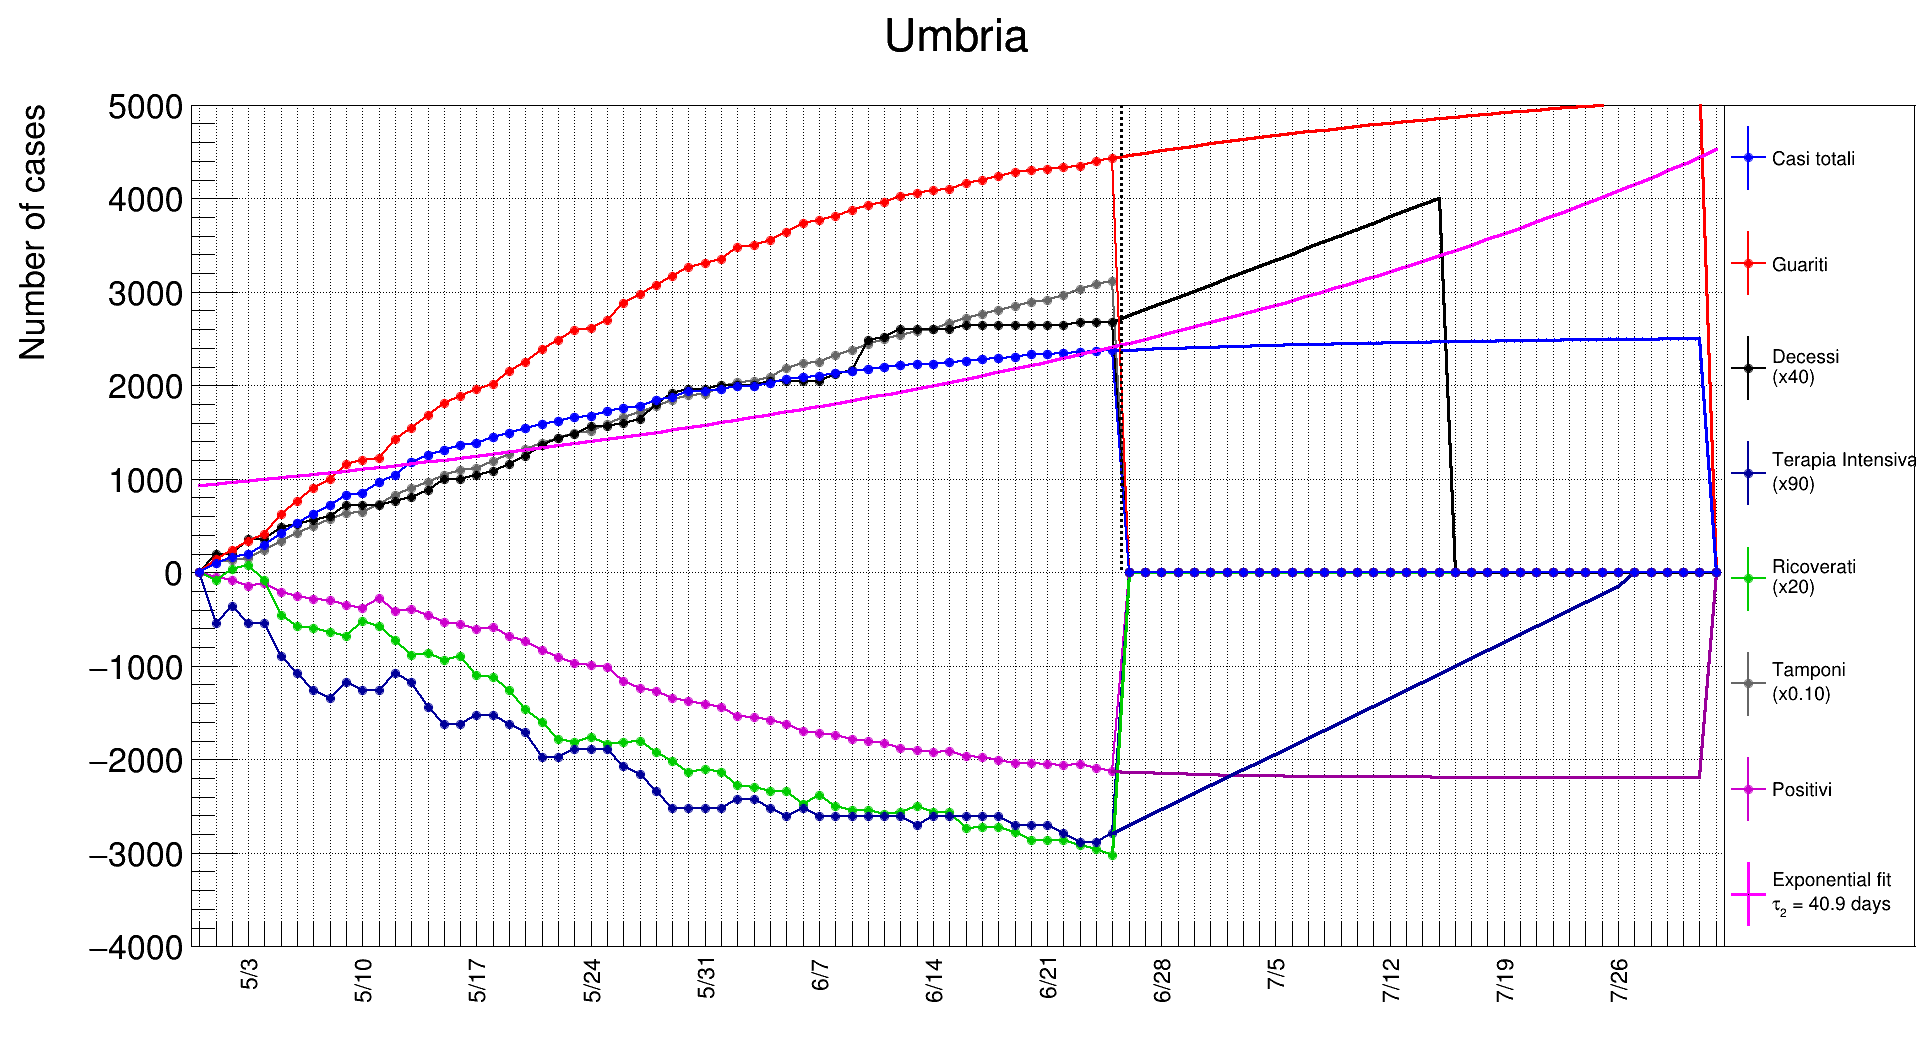 Umbria
Number of cases
5000
4000
3000
2000
1000
0
−1000
−2000
−3000
−4000
5/3
5/10
5/17
5/24
5/31
6/7
6/14
6/21
6/28
7/5
7/12
7/19
7/26
Casi totali
Guariti
Decessi
(x40)
Terapia Intensiva
(x90)
Ricoverati
(x20)
Tamponi
(x0.10)
Positivi
Exponential fit
τ2 = 40.9 days